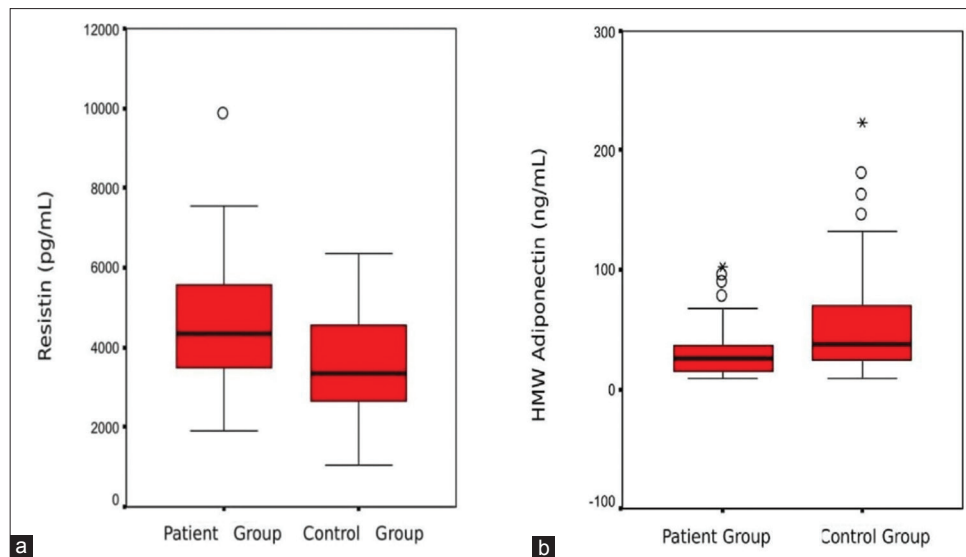 12000
10000
8000
6000
4000
2000
0
Resistin (pg/mL)
Patient Group
Control Group
a
300
200
100
0
-100
HMW Adiponectin (ng/mL)
Patient Group
Control Group
b